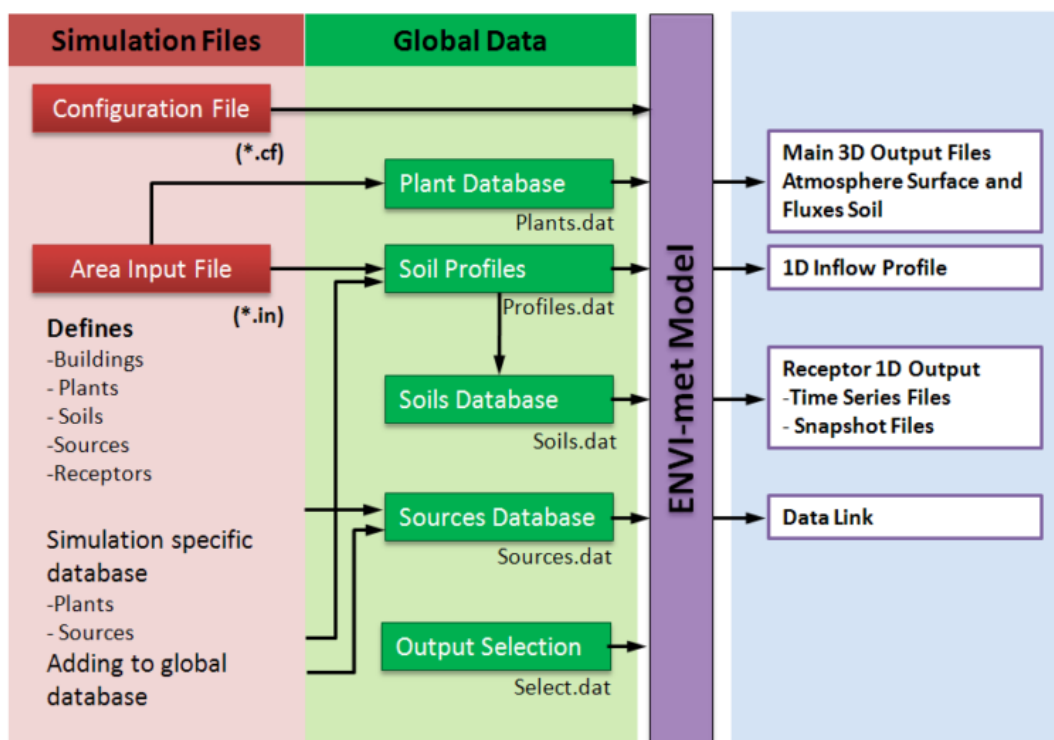 Simulation Files
Global Data
Configuration File
(*.cf)
Plant Database
Plants.dat
Area Input File
(*.in)
Soil Profiles
Profiles.dat
Defines
-Buildings
- Plants
- Soils
-Sources
-Receptors
Soils Database
Soils.dat
Simulation specific
database
-Plants
- Sources
Adding to global
database
Sources Database
Sources.dat
Output Selection
Select.dat
ENVI-met Model
Main 3D Output Files
Atmosphere Surface and
Fluxes Soil
1D Inflow Profile
Receptor 1D Output
-Time Series Files
- Snapshot Files
Data Link